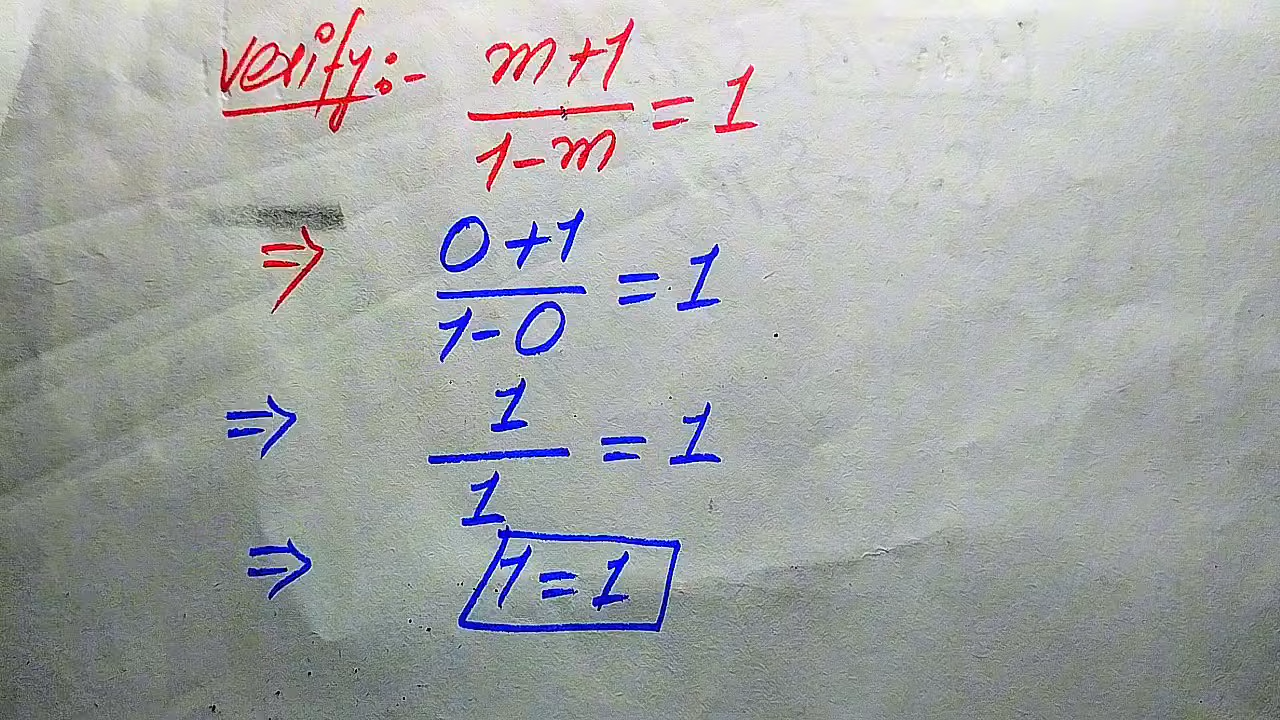 verify:- m+1/1-m = 1
⇒ 0+1/1-0 = 1
⇒ 1/1 = 1
⇒ 1=1